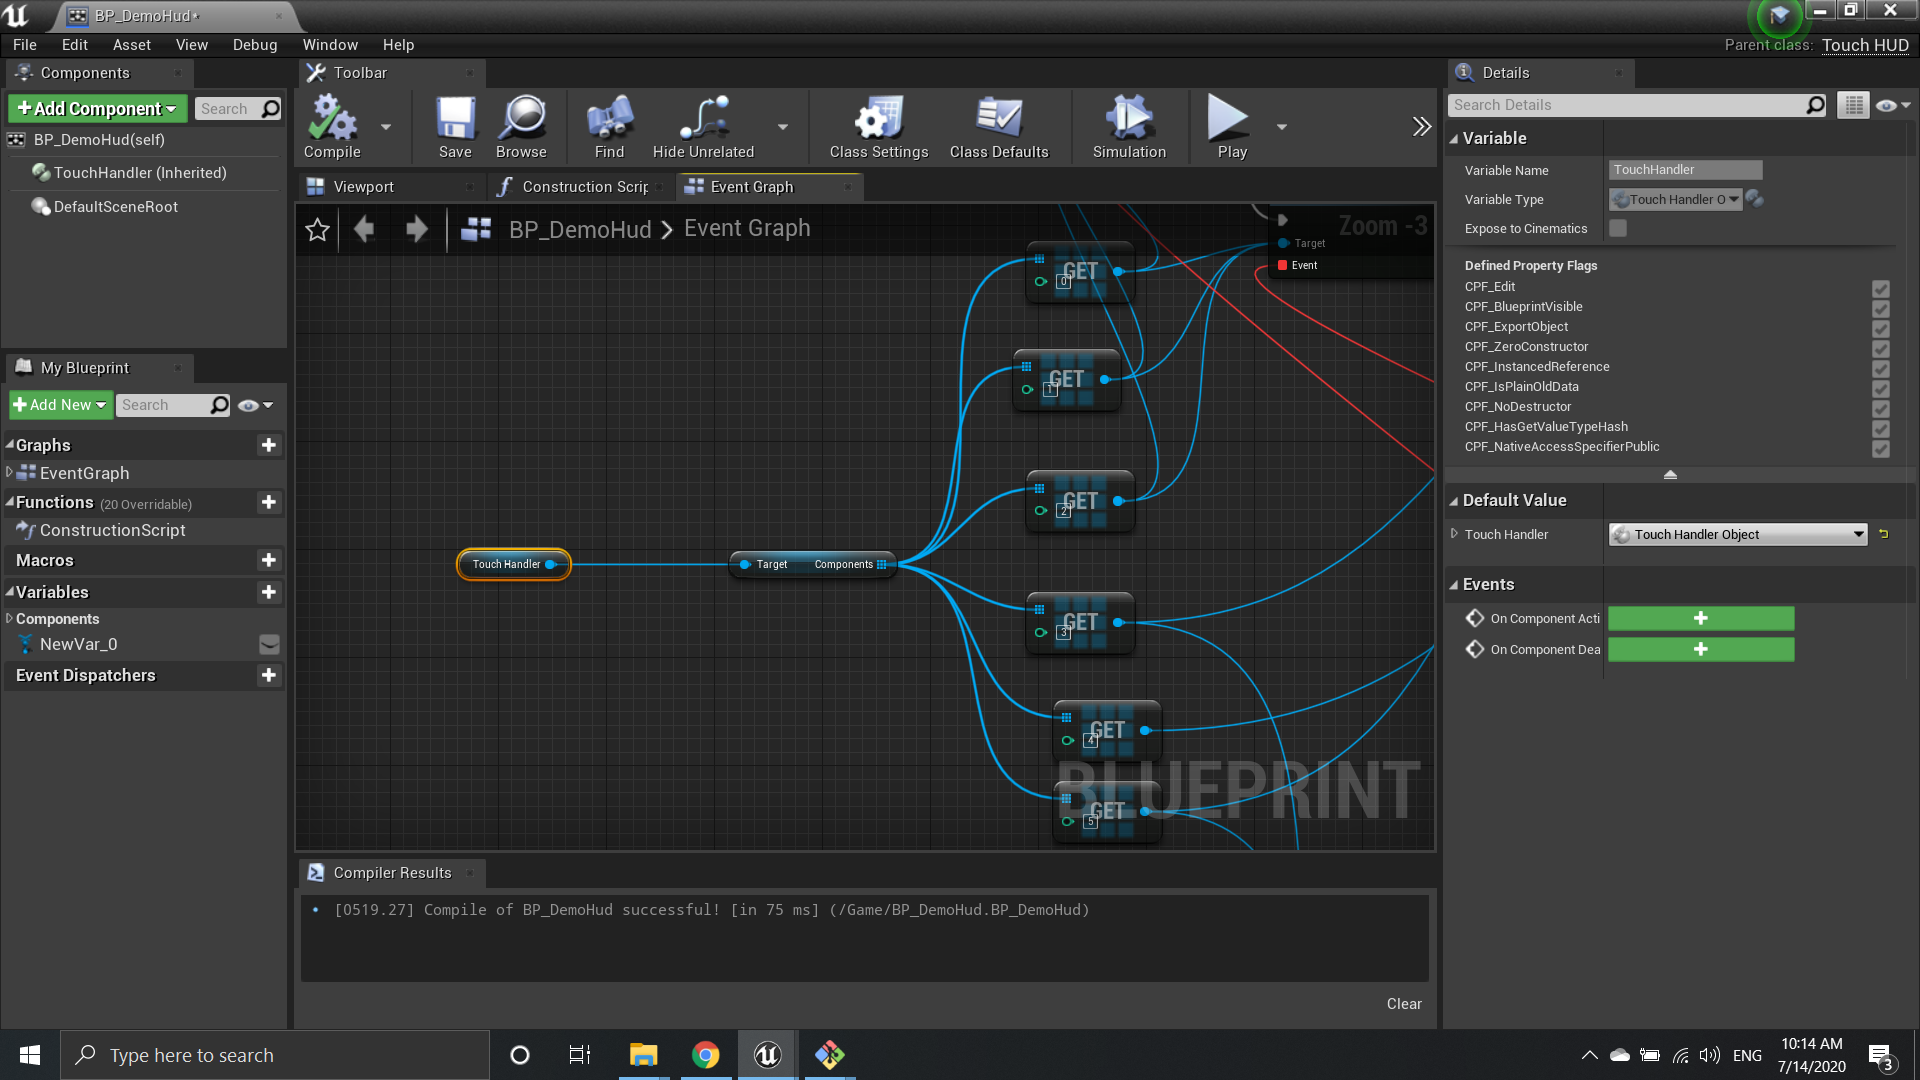 BP_DemoHud*
File Edit Asset View Debug Window Help
Parent class: Touch HUD
Components
Add Component
Search
BP_DemoHud(self)
TouchHandler (Inherited)
DefaultSceneRoot
My Blueprint
Add New
Search
Graphs
EventGraph
Functions (20 Overridable)
ConstructionScript
Macros
Variables
Components
NewVar_0
Event Dispatchers
Toolbar
Compile
Save
Browse
Find
Hide Unrelated
Class Settings
Class Defaults
Simulation
Play
Viewport
Construction Scrip
Event Graph
BP_DemoHud > Event Graph
Zoom -3
Target
Event
GET
0
GET
1
GET
2
Touch Handler
Target Components
GET
3
GET
4
GET
5
BLUEPRINT
Compiler Results
[0519.27] Compile of BP_DemoHud successful! [in 75 ms] (/Game/BP_DemoHud.BP_DemoHud)
Clear
Details
Search Details
Variable
Variable Name TouchHandler
Variable Type Touch Handler O
Expose to Cinematics
Defined Property Flags
CPF_Edit
CPF_BlueprintVisible
CPF_ExportObject
CPF_ZeroConstructor
CPF_InstancedReference
CPF_IsPlainOldData
CPF_NoDestructor
CPF_HasGetValueTypeHash
CPF_NativeAccessSpecifierPublic
Default Value
Touch Handler Touch Handler Object
Events
On Component Acti
On Component Dea
Type here to search
ENG
10:14 AM
7/14/2020
3